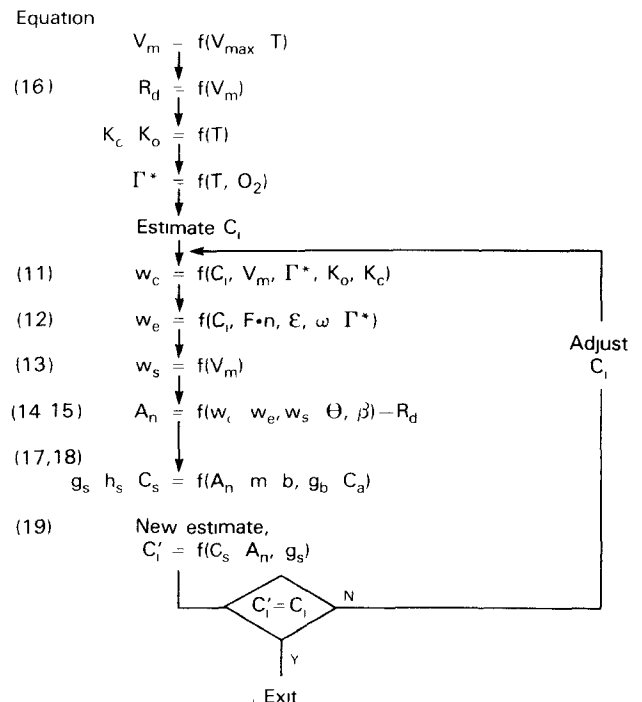 Equation
V_m = f(V_max T)
(16) R_d = f(V_m)
K_c K_o = f(T)
Γ* = f(T, O_2)
Estimate C_i
(11) w_c = f(C_i, V_m, Γ*, K_o, K_c)
(12) w_e = f(C_i, F•n, ε, ω Γ*)
(13) w_s = f(V_m)
(14 15) A_n = f(w_c w_e, w_s Θ, β) – R_d
(17,18)
g_s h_s C_s = f(A_n m b, g_b C_a)
(19) New estimate,
C_i' = f(C_s A_n, g_s)
C_i' = C_i
N
Y
Exit
Adjust
C_i